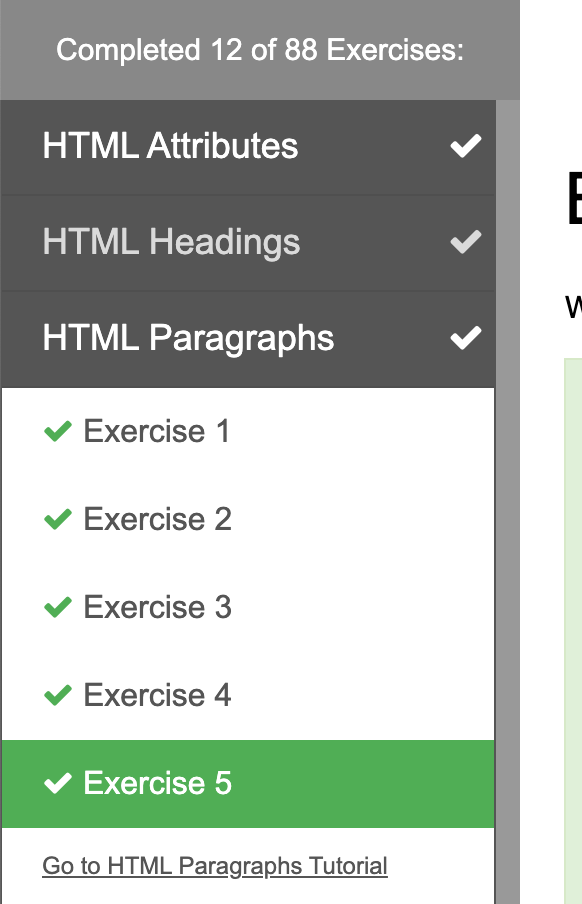 Completed 12 of 88 Exercises:
HTML Attributes
HTML Headings
HTML Paragraphs
Exercise 1
Exercise 2
Exercise 3
Exercise 4
Exercise 5
Go to HTML Paragraphs Tutorial